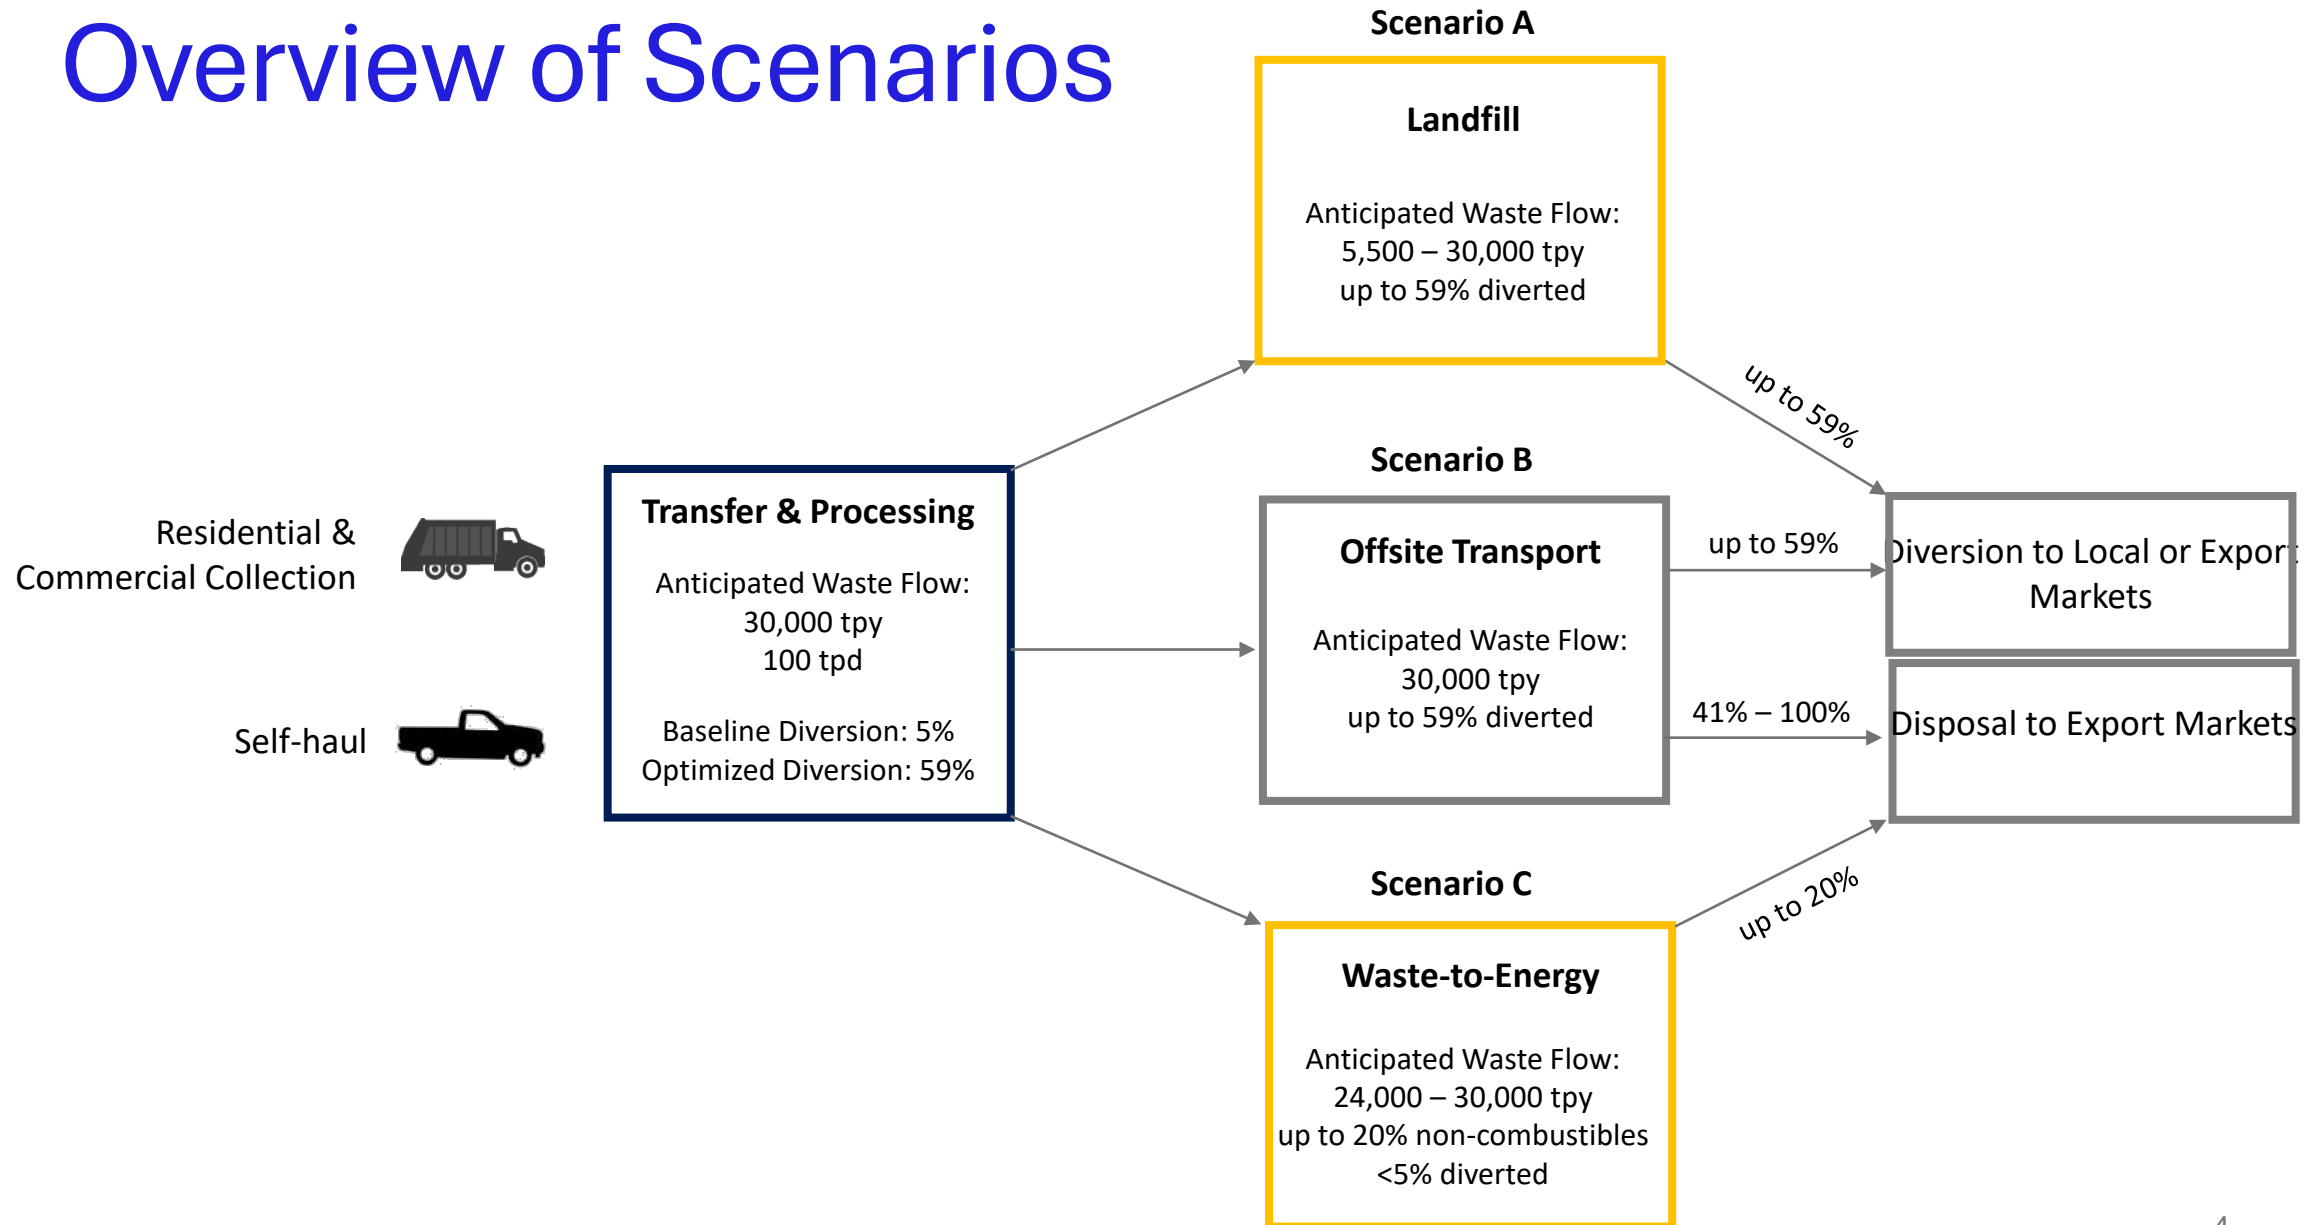 Overview of Scenarios
Residential &
Commercial Collection
Self-haul
Transfer & Processing
Anticipated Waste Flow:
30,000 tpy
100 tpd
Baseline Diversion: 5%
Optimized Diversion: 59%
Scenario A
Landfill
Anticipated Waste Flow:
5,500 – 30,000 tpy
up to 59% diverted
up to 59%
Scenario B
Offsite Transport
Anticipated Waste Flow:
30,000 tpy
up to 59% diverted
up to 59%
41% – 100%
Scenario C
Waste-to-Energy
Anticipated Waste Flow:
24,000 – 30,000 tpy
up to 20% non-combustibles
<5% diverted
up to 20%
Diversion to Local or Export
Markets
Disposal to Export Markets
4